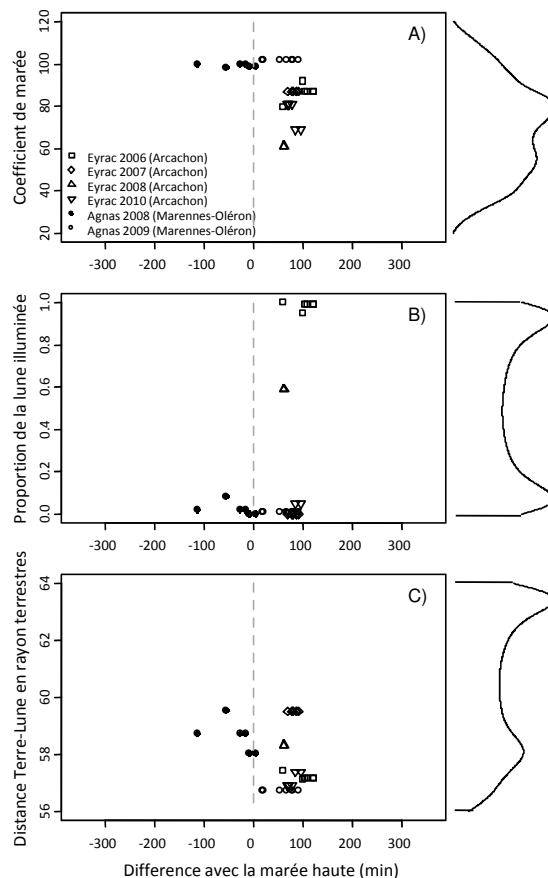 A)
Coefficient de marée
120
100
80
60
40
20
Eyrac 2006 (Arcachon)
Eyrac 2007 (Arcachon)
Eyrac 2008 (Arcachon)
Eyrac 2010 (Arcachon)
Agnas 2008 (Marennes-Oléron)
Agnas 2009 (Marennes-Oléron)
-300 -200 -100 0 100 200 300
B)
Proportion de la lune illuminée
1.0
0.8
0.6
0.4
0.2
0.0
-300 -200 -100 0 100 200 300
C)
Distance Terre-Lune en rayon terrestres
64
62
60
58
56
-300 -200 -100 0 100 200 300
Difference avec la marée haute (min)